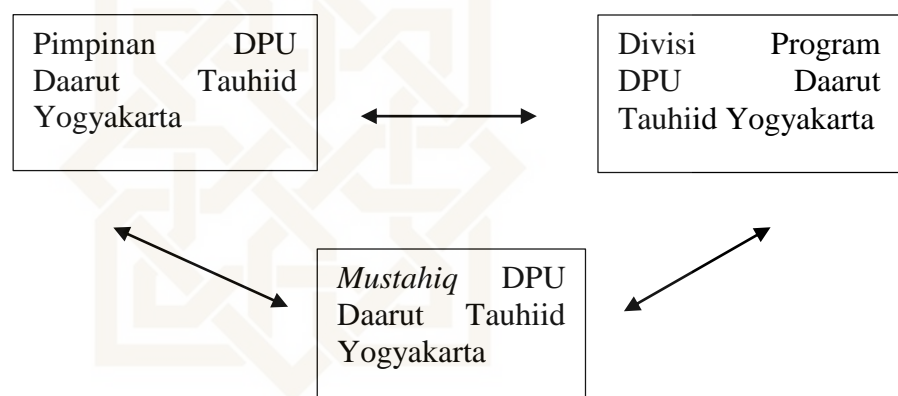 Pimpinan DPU
Daarut Tauhiid
Yogyakarta
Divisi Program
DPU Daarut
Tauhiid Yogyakarta
Mustahiq DPU
Daarut Tauhiid
Yogyakarta